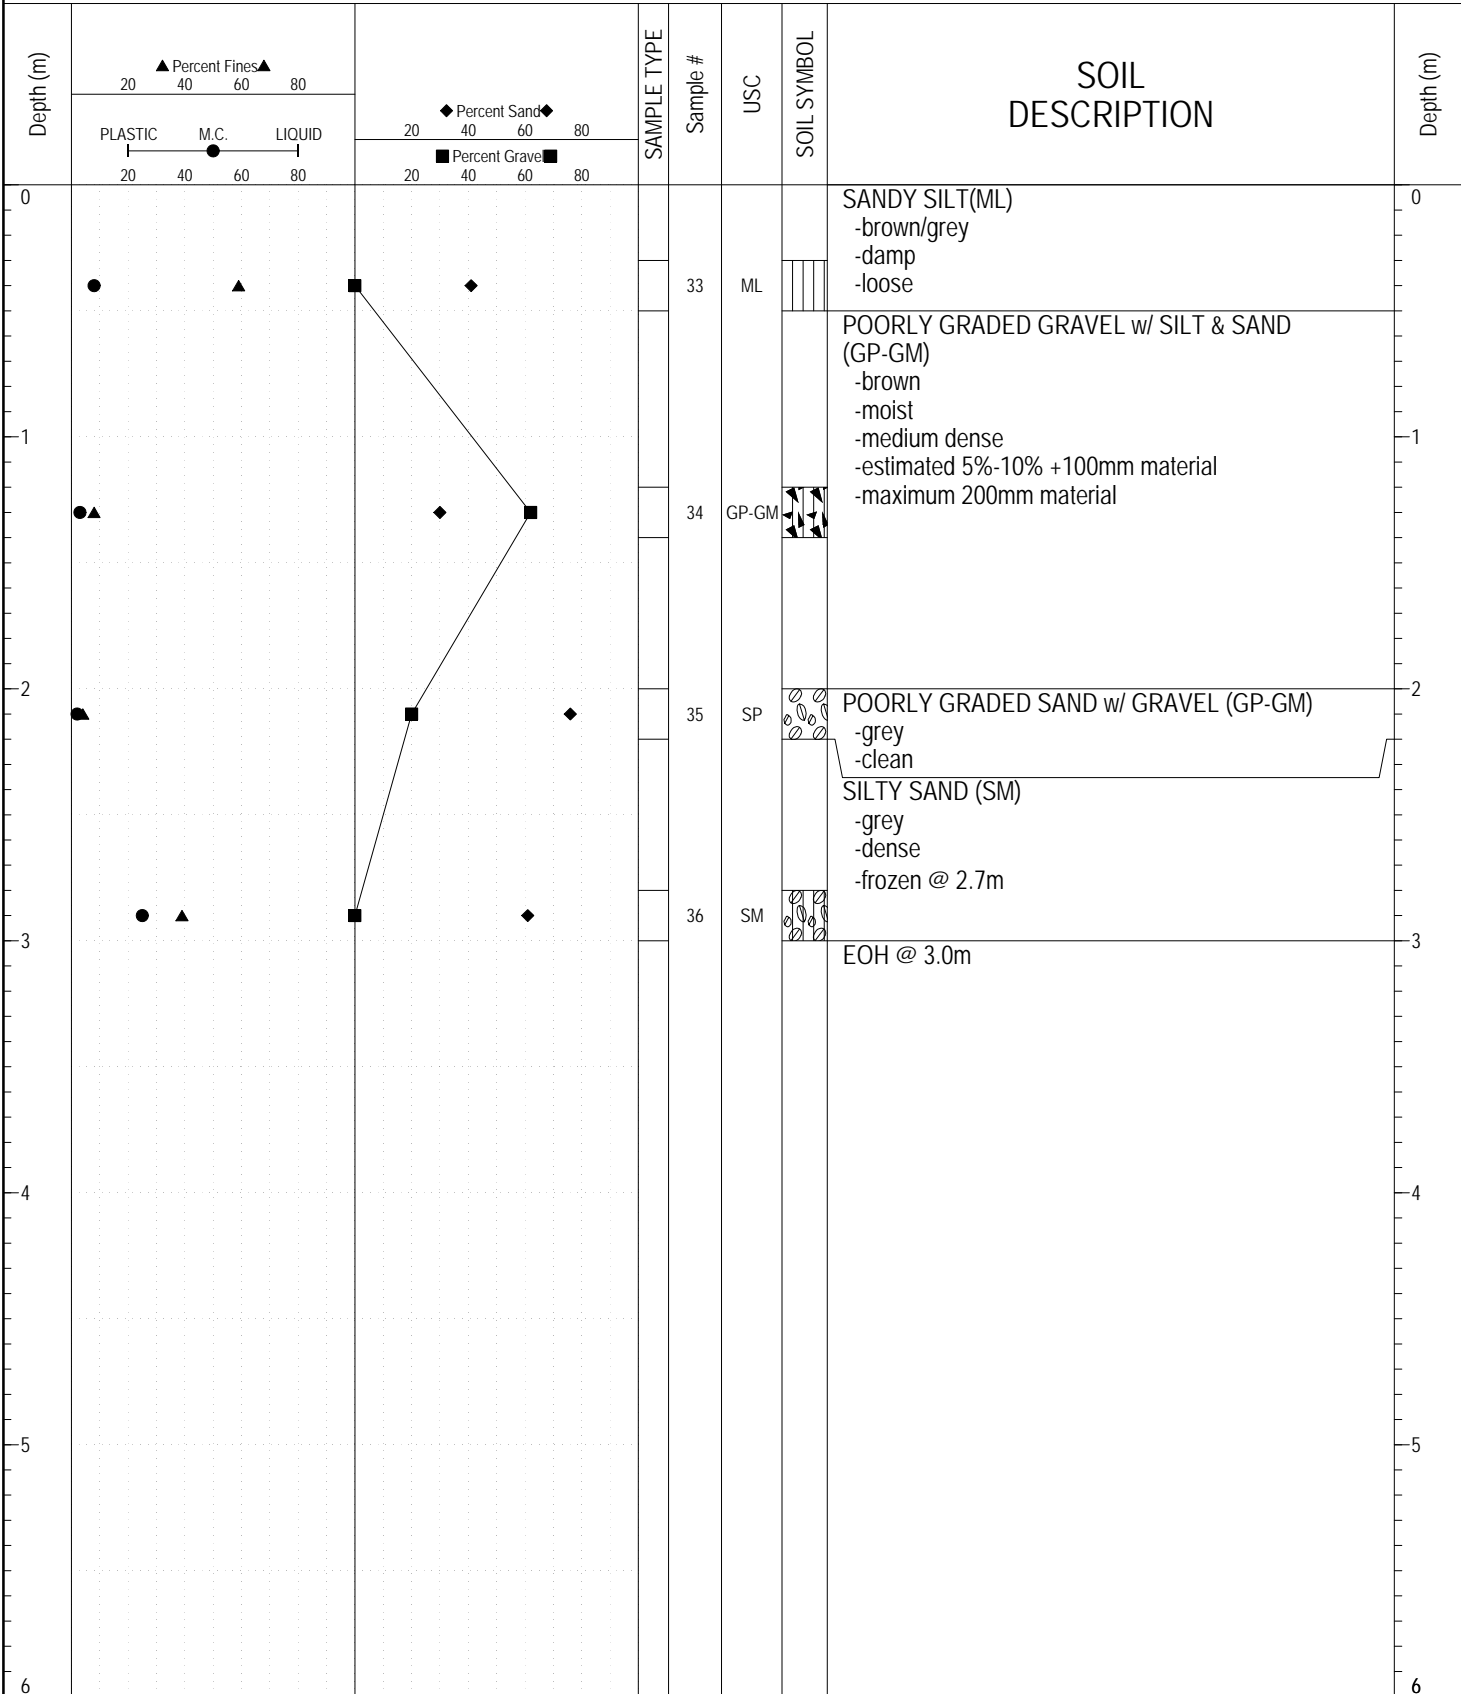 Depth (m)
▲ Percent Fines ▲
20 40 60 80
PLASTIC M.C. LIQUID
20 40 60 80
◆ Percent Sand ◆
20 40 60 80
■ Percent Gravel ■
20 40 60 80
SAMPLE TYPE
Sample #
USC
SOIL SYMBOL
SOIL
DESCRIPTION
Depth (m)
0 0
SANDY SILT(ML)
-brown/grey
-damp
-loose
33 ML
POORLY GRADED GRAVEL w/ SILT & SAND
(GP-GM)
-brown
-moist
-medium dense
1 1
-estimated 5%-10% +100mm material
-maximum 200mm material
34 GP-GM
2 2
POORLY GRADED SAND w/ GRAVEL (GP-GM)
35 SP
-grey
-clean
SILTY SAND (SM)
-grey
-dense
-frozen @ 2.7m
36 SM
3 3
EOH @ 3.0m
4 4
5 5
6 6